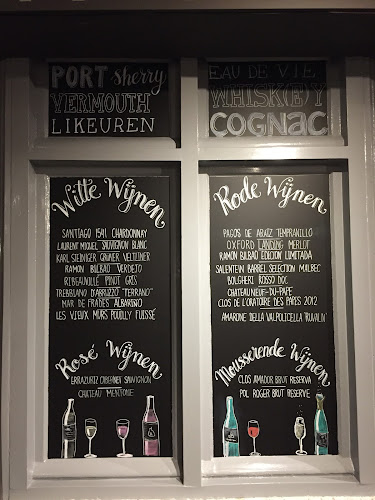 PORT sherry
VERMOUTH
LIKEUREN
EAU DE VIE
WHISK(E)Y
COGNAC
Witte Wijnen
SANTIAGO 1541 CHARDONNAY
LAURENT MIQUEL SAUVIGNON BLANC
KARL STEININGER GRÜNER VELTLINER
RAMON BILBAO VERDEJO
RIBEAUVILLE PINOT GRIS
TREBBIANO D'ABRUZZO "TERRANO"
MAR DE FRADES ALBARIÑO
LES VIEUX MURS POUILLY FUISSÉ
Rosé Wijnen
ERRAZURIZ CABERNET SAUVIGNON
CHATEAU MENTONE
Rode Wijnen
PAGOS DE ARAIZ TEMPRANILLO
OXFORD LANDING MERLOT
RAMÓN BILBAO EDICION LIMITADA
SALENTEIN BARREL SELECTION MALBEC
BOLGHERI ROSSO DOC
CHATEAUNEUF-DU-PAPE
CLOS DE L'ORATOIRE DES PAPES 2012
AMARONE DELLA VALPOLICELLA
Mousserende Wijnen
CLOS AMADOR BRUT RESERVA
POL ROGER BRUT RESERVE